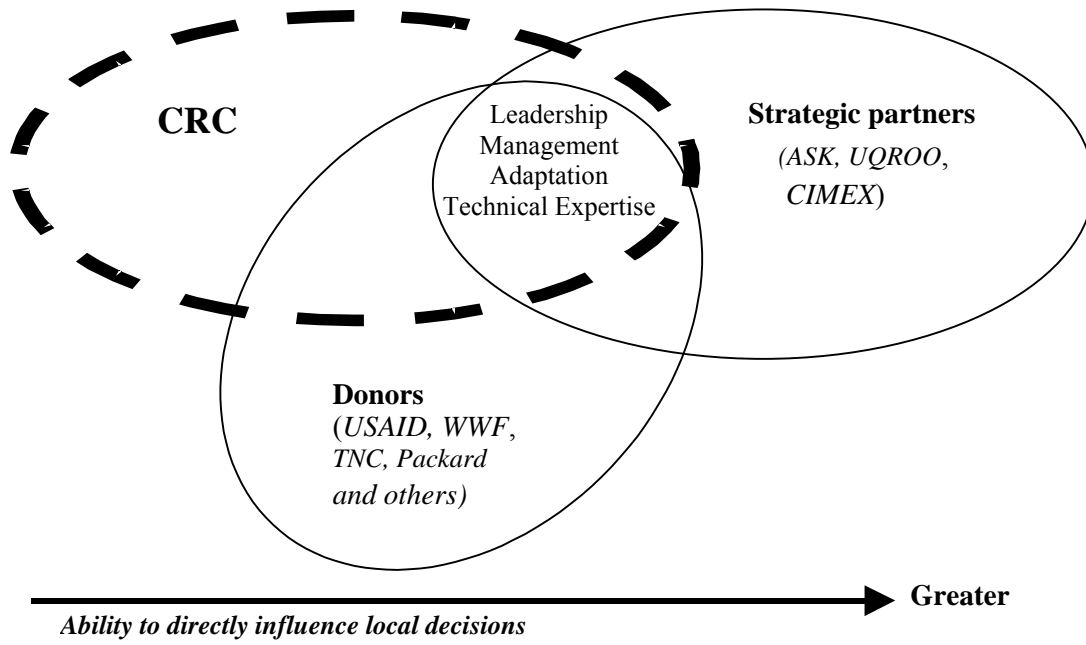 CRC
Leadership
Management
Adaptation
Technical Expertise
Strategic partners
(ASK, UQROO,
CIMEX)
Donors
(USAID, WWF,
TNC, Packard
and others)
Greater
Ability to directly influence local decisions